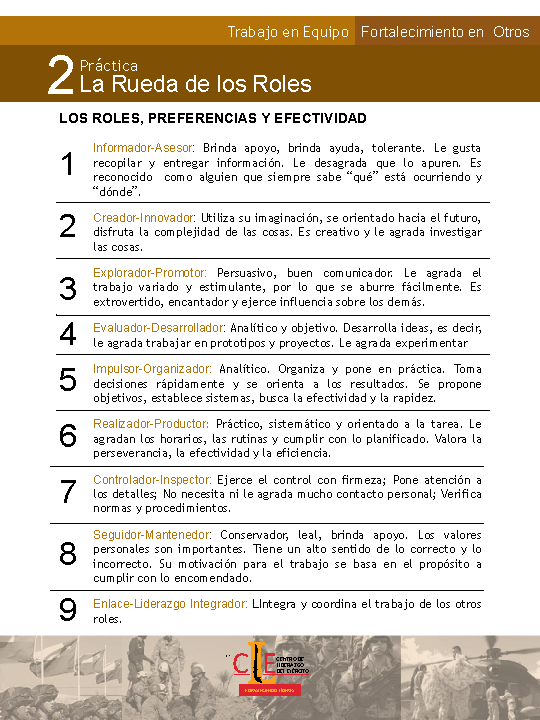 Trabajo en Equipo Fortalecimiento en Otros
2 Práctica
La Rueda de los Roles
LOS ROLES, PREFERENCIAS Y EFECTIVIDAD
1
Informador-Asesor: Brinda apoyo, brinda ayuda, tolerante. Le gusta
recopilar y entregar información. Le desagrada que lo apuren. Es
reconocido como alguien que siempre sabe “qué” está ocurriendo y
“dónde”.
2
Creador-Innovador: Utiliza su imaginación, se orientado hacia el futuro,
disfruta la complejidad de las cosas. Es creativo y le agrada investigar
las cosas.
3
Explorador-Promotor: Persuasivo, buen comunicador. Le agrada el
trabajo variado y estimulante, por lo que se aburre fácilmente. Es
extrovertido, encantador y ejerce influencia sobre los demás.
4
Evaluador-Desarrollador: Analítico y objetivo. Desarrolla ideas, es decir,
le agrada trabajar en prototipos y proyectos. Le agrada experimentar
5
Impulsor-Organizador: Analítico. Organiza y pone en práctica. Toma
decisiones rápidamente y se orienta a los resultados. Se propone
objetivos, establece sistemas, busca la efectividad y la rapidez.
6
Realizador-Productor: Práctico, sistemático y orientado a la tarea. Le
agradan los horarios, las rutinas y cumplir con lo planificado. Valora la
perseverancia, la efectividad y la eficiencia.
7
Controlador-Inspector: Ejerce el control con firmeza; Pone atención a
los detalles; No necesita ni le agrada mucho contacto personal; Verifica
normas y procedimientos.
8
Seguidor-Mantenedor: Conservador, leal, brinda apoyo. Los valores
personales son importantes. Tiene un alto sentido de lo correcto y lo
incorrecto. Su motivación para el trabajo se basa en el propósito a
cumplir con lo encomendado.
9
Enlace-Liderazgo Integrador: LIntegra y coordina el trabajo de los otros
roles.
CLE
CENTRO DE
LIDERAZGO
DEL EJÉRCITO